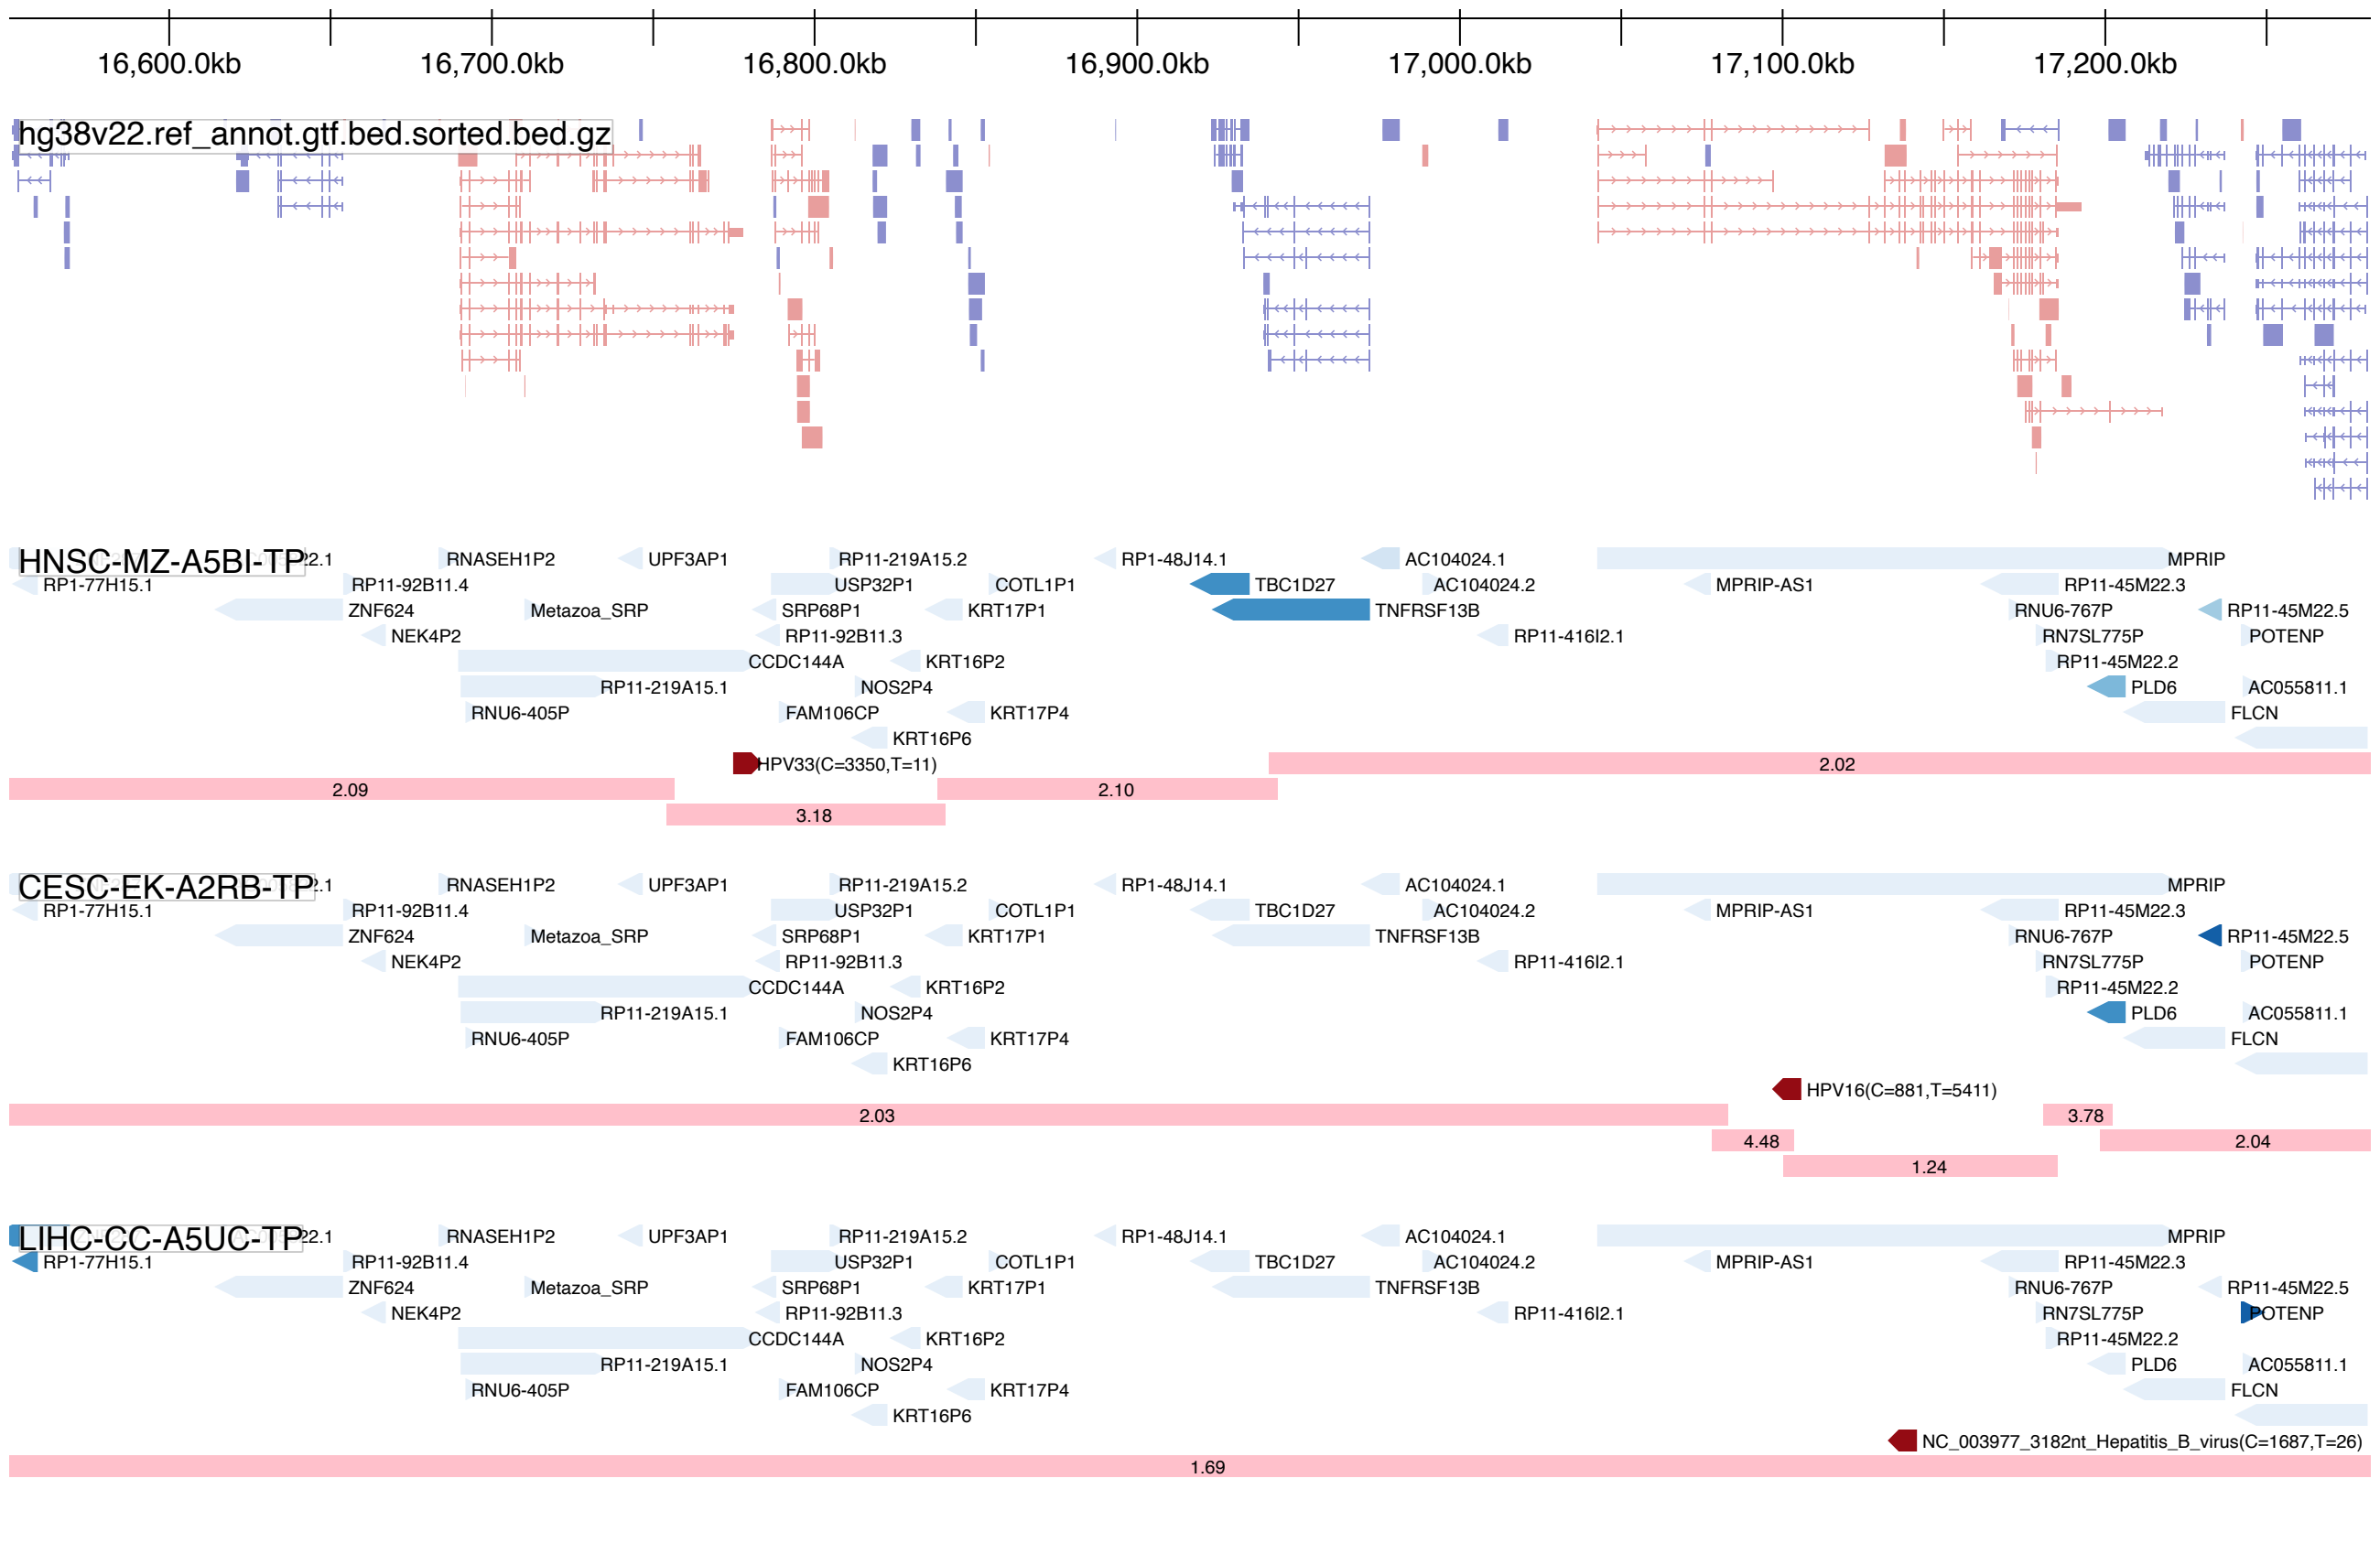 16,600.0kb 16,700.0kb 16,800.0kb 16,900.0kb 17,000.0kb 17,100.0kb 17,200.0kb
hg38v22.ref_annot.gtf.bed.sorted.bed.gz
HNSC-MZ-A5BI-TP 22.1 RNASEH1P2 UPF3AP1 RP11-219A15.2 RP1-48J14.1 AC104024.1 MPRIP
RP1-77H15.1 RP11-92B11.4 USP32P1 COTL1P1 TBC1D27 AC104024.2 MPRIP-AS1 RP11-45M22.3
ZNF624 Metazoa_SRP SRP68P1 KRT17P1 TNFRSF13B RNU6-767P RP11-45M22.5
NEK4P2 RP11-92B11.3 RP11-416I2.1 RN7SL775P POTENP
CCDC144A KRT16P2 RP11-45M22.2
RP11-219A15.1 NOS2P4 PLD6 AC055811.1
RNU6-405P FAM106CP KRT17P4 FLCN
KRT16P6
HPV33(C=3350,T=11) 2.02
2.09 2.10
3.18
CESC-EK-A2RB-TP 2.1 RNASEH1P2 UPF3AP1 RP11-219A15.2 RP1-48J14.1 AC104024.1 MPRIP
RP1-77H15.1 RP11-92B11.4 USP32P1 COTL1P1 TBC1D27 AC104024.2 MPRIP-AS1 RP11-45M22.3
ZNF624 Metazoa_SRP SRP68P1 KRT17P1 TNFRSF13B RNU6-767P RP11-45M22.5
NEK4P2 RP11-92B11.3 RP11-416I2.1 RN7SL775P POTENP
CCDC144A KRT16P2 RP11-45M22.2
RP11-219A15.1 NOS2P4 PLD6 AC055811.1
RNU6-405P FAM106CP KRT17P4 FLCN
KRT16P6
HPV16(C=881,T=5411)
2.03 3.78
4.48 2.04
1.24
LIHC-CC-A5UC-TP 22.1 RNASEH1P2 UPF3AP1 RP11-219A15.2 RP1-48J14.1 AC104024.1 MPRIP
RP1-77H15.1 RP11-92B11.4 USP32P1 COTL1P1 TBC1D27 AC104024.2 MPRIP-AS1 RP11-45M22.3
ZNF624 Metazoa_SRP SRP68P1 KRT17P1 TNFRSF13B RNU6-767P RP11-45M22.5
NEK4P2 RP11-92B11.3 RP11-416I2.1 RN7SL775P POTENP
CCDC144A KRT16P2 RP11-45M22.2
RP11-219A15.1 NOS2P4 PLD6 AC055811.1
RNU6-405P FAM106CP KRT17P4 FLCN
KRT16P6
NC_003977_3182nt_Hepatitis_B_virus(C=1687,T=26)
1.69